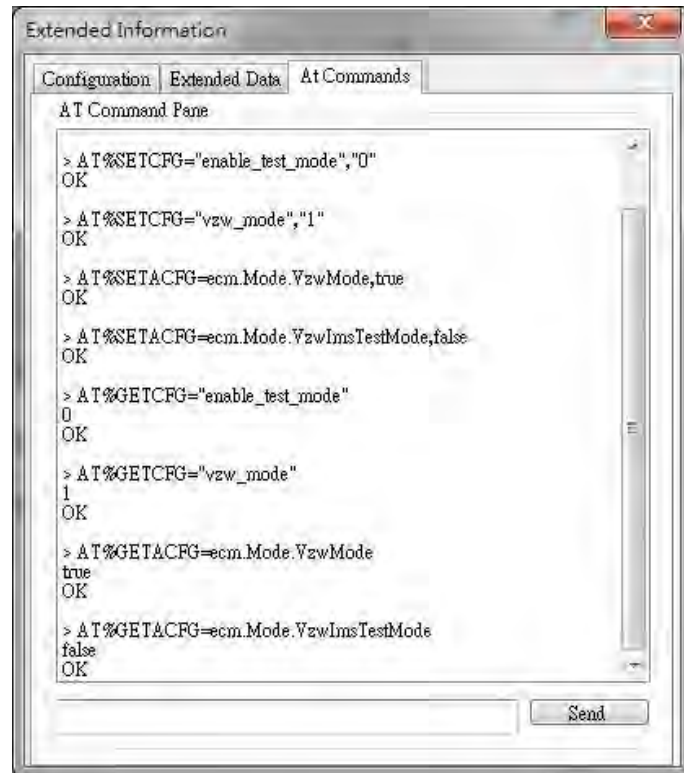 Extended Information
Configuration Extended Data At Commands
AT Command Pane
> AT%SETCFG="enable_test_mode","0"
OK
> AT%SETCFG="vzw_mode","1"
OK
> AT%SETACFG=ecm.Mode.VzwMode,true
OK
> AT%SETACFG=ecm.Mode.VzwImsTestMode,false
OK
> AT%GETCFG="enable_test_mode"
0
OK
> AT%GETCFG="vzw_mode"
1
OK
> AT%GETACFG=ecm.Mode.VzwMode
true
OK
> AT%GETACFG=ecm.Mode.VzwImsTestMode
false
OK
Send